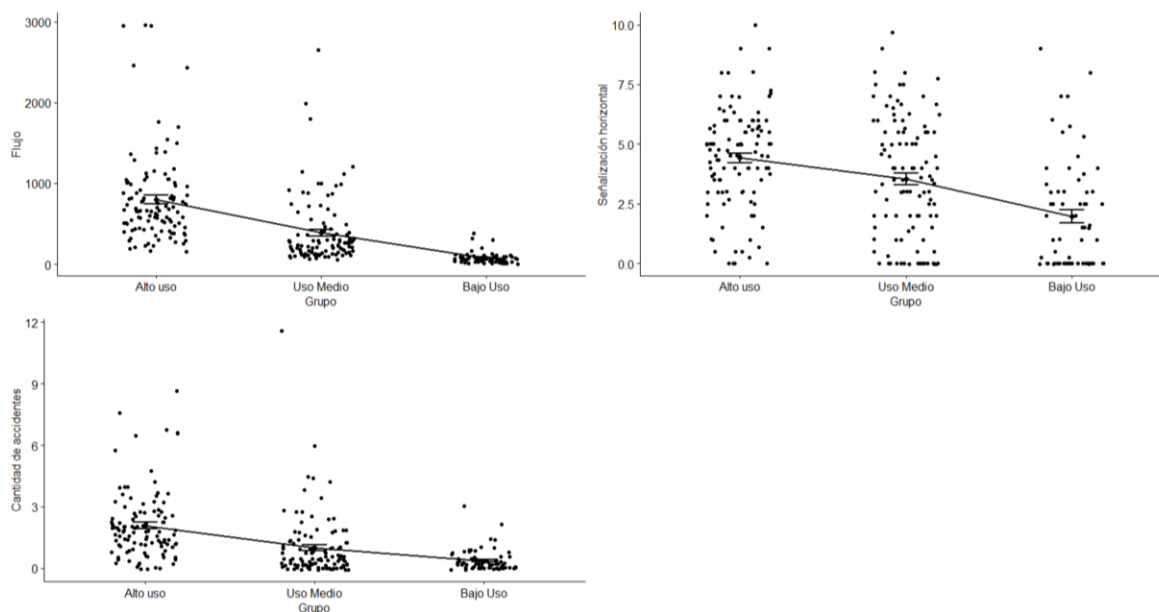 Flujo
3000
2000
1000
0
Alto uso
Uso Medio
Bajo Uso
Grupo
Señalización horizontal
10.0
7.5
5.0
2.5
0.0
Alto uso
Uso Medio
Bajo Uso
Grupo
Cantidad de accidentes
12
9
6
3
0
Alto uso
Uso Medio
Bajo Uso
Grupo